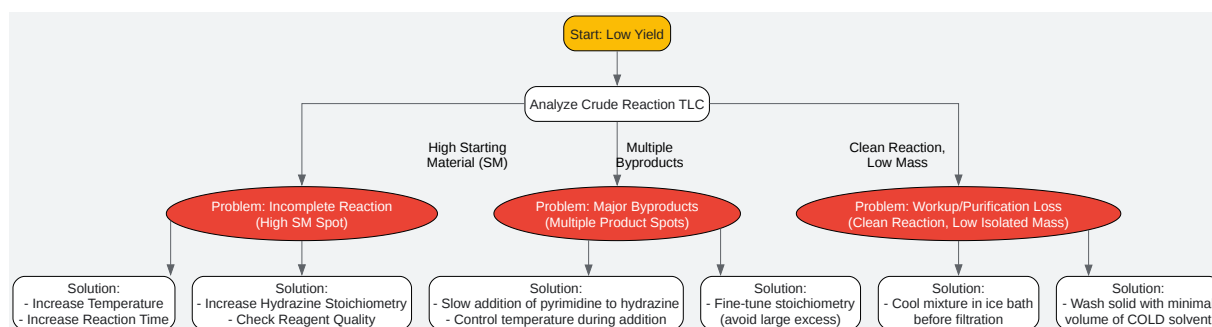 Start: Low Yield
Analyze Crude Reaction TLC
High Starting
Material (SM)
Multiple
Byproducts
Clean Reaction,
Low Mass
Problem: Incomplete Reaction
(High SM Spot)
Problem: Major Byproducts
(Multiple Product Spots)
Problem: Workup/Purification Loss
(Clean Reaction, Low Isolated Mass)
Solution:
- Increase Temperature
- Increase Reaction Time
Solution:
- Increase Hydrazine Stoichiometry
- Check Reagent Quality
Solution:
- Slow addition of pyrimidine to hydrazine
- Control temperature during addition
Solution:
- Fine-tune stoichiometry
(avoid large excess)
Solution:
- Cool mixture in ice bath
before filtration
Solution:
- Wash solid with minimal
volume of COLD solvent